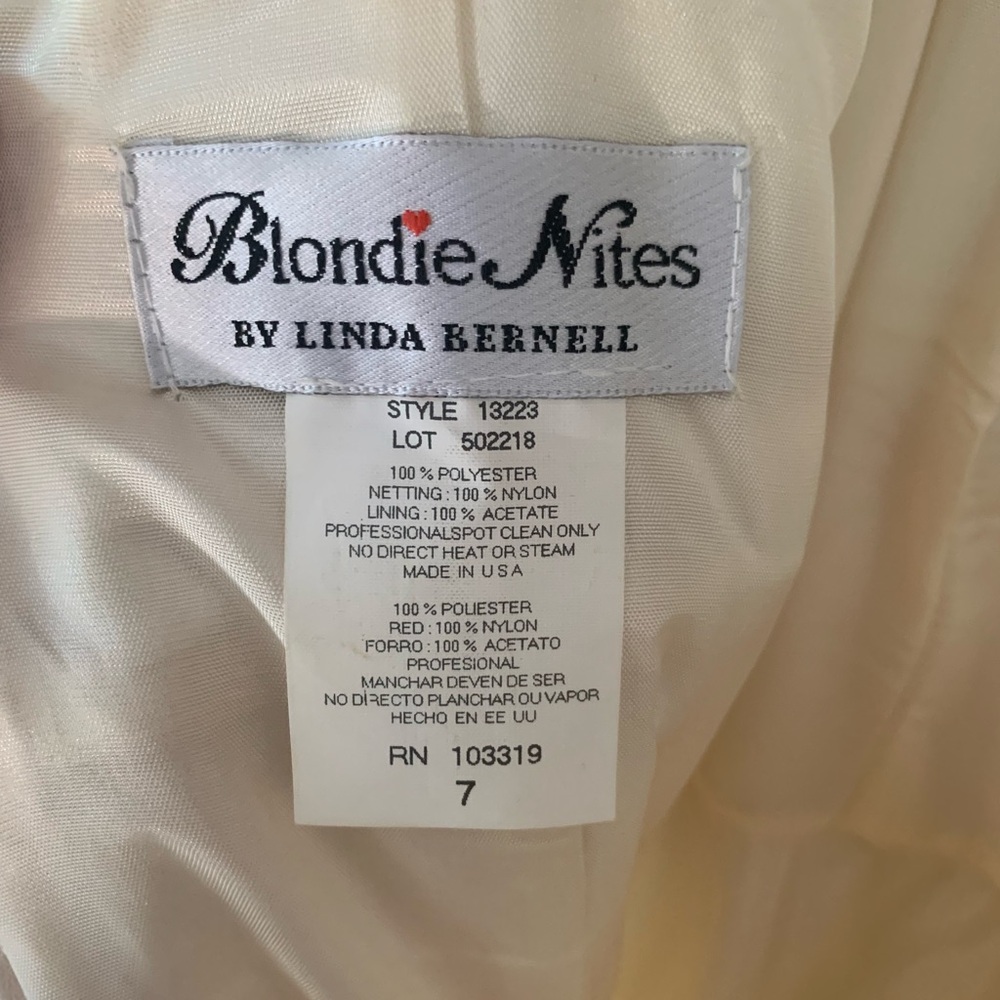 Blondie Nites
BY LINDA BERNELL
STYLE 13223
LOT 502218
100 % POLYESTER
NETTING : 100 % NYLON
LINING : 100 % ACETATE
PROFESSIONALSPOT CLEAN ONLY
NO DIRECT HEAT OR STEAM
MADE IN U S A
100 % POLIESTER
RED : 100 % NYLON
FORRO : 100 % ACETATO
PROFESIONAL
MANCHAR DEVEN DE SER
NO DIRECTO PLANCHAR OU VAPOR
HECHO EN EE UU
RN 103319
7